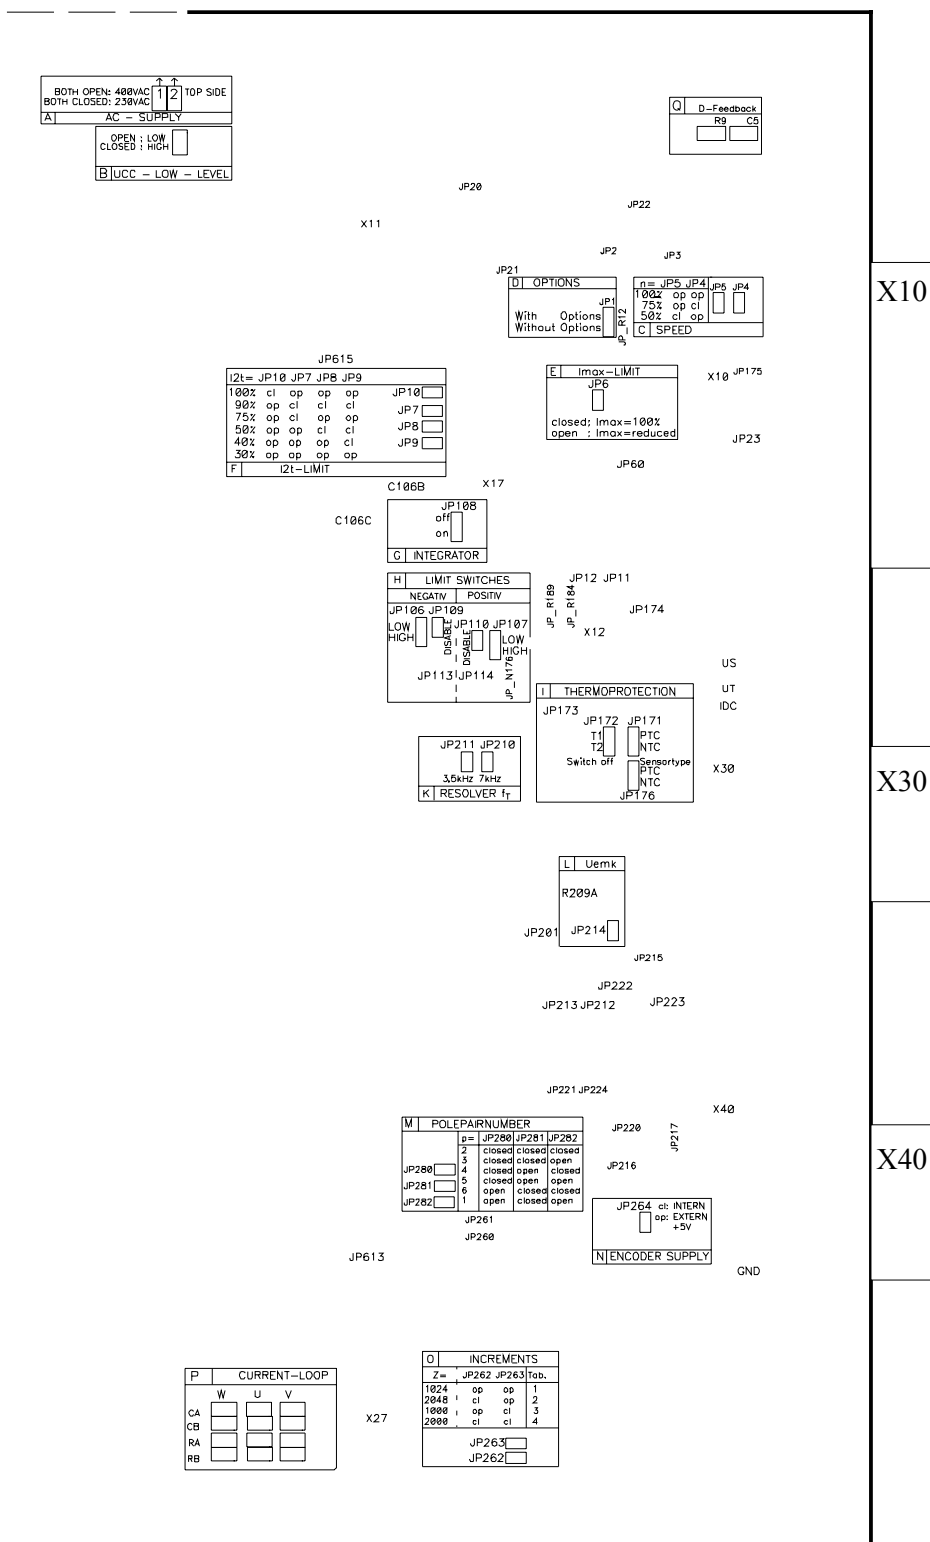 BOTH OPEN: 400VAC 1 2 TOP SIDE
BOTH CLOSED: 230VAC
A AC - SUPPLY
OPEN : LOW
CLOSED : HIGH
B UCC - LOW - LEVEL
Q D-Feedback
R9 C5
JP20
JP22
X11
JP2 JP3
JP21
D OPTIONS
JP1
With Options
Without Options
JP_R12
n= JP5 JP4 JP5 JP4
100% op op
75% op cl
50% cl op
C SPEED
X10
JP615
I2t= JP10 JP7 JP8 JP9
100% cl op op op JP10
90% op cl cl cl
75% op cl op op JP7
50% op op cl cl JP8
40% op op op cl JP9
30% op op op op
F I2t-LIMIT
E Imax-LIMIT
JP6
closed; Imax=100%
open ; Imax=reduced
X10 JP175
JP23
JP60
C106B X17
C106C
JP108
off
on
G INTEGRATOR
H LIMIT SWITCHES
NEGATIV POSITIV
JP106 JP109
LOW
HIGH
DISABLE
JP110 JP107
DISABLE
LOW
HIGH
JP113 JP114
JP_N176
JP_R189
JP_R184
JP12 JP11
JP174
X12
US
UT
IDC
I THERMOPROTECTION
JP173
JP172 JP171
T1 PTC
T2 NTC
Switch off Sensortype
PTC
NTC
JP176
JP211 JP210
3,5kHz 7kHz
K RESOLVER fT
X30
X30
L Uemk
R209A
JP201 JP214
JP215
JP222
JP213 JP212 JP223
JP221 JP224
X40
M POLEPAIRNUMBER
p= JP280 JP281 JP282
2 closed closed closed
3 closed closed open
4 closed open closed
5 closed open open
6 open closed closed
1 open closed open
JP280
JP281
JP282
JP220
JP217
JP216
X40
JP261
JP260
JP264 cl: INTERN
op: EXTERN
+5V
N ENCODER SUPPLY
JP613
GND
P CURRENT-LOOP
W U V
CA
CB
RA
RB
X27
O INCREMENTS
Z= JP262 JP263 Tab.
1024 op op 1
2048 cl op 2
1000 op cl 3
2000 cl cl 4
JP263
JP262